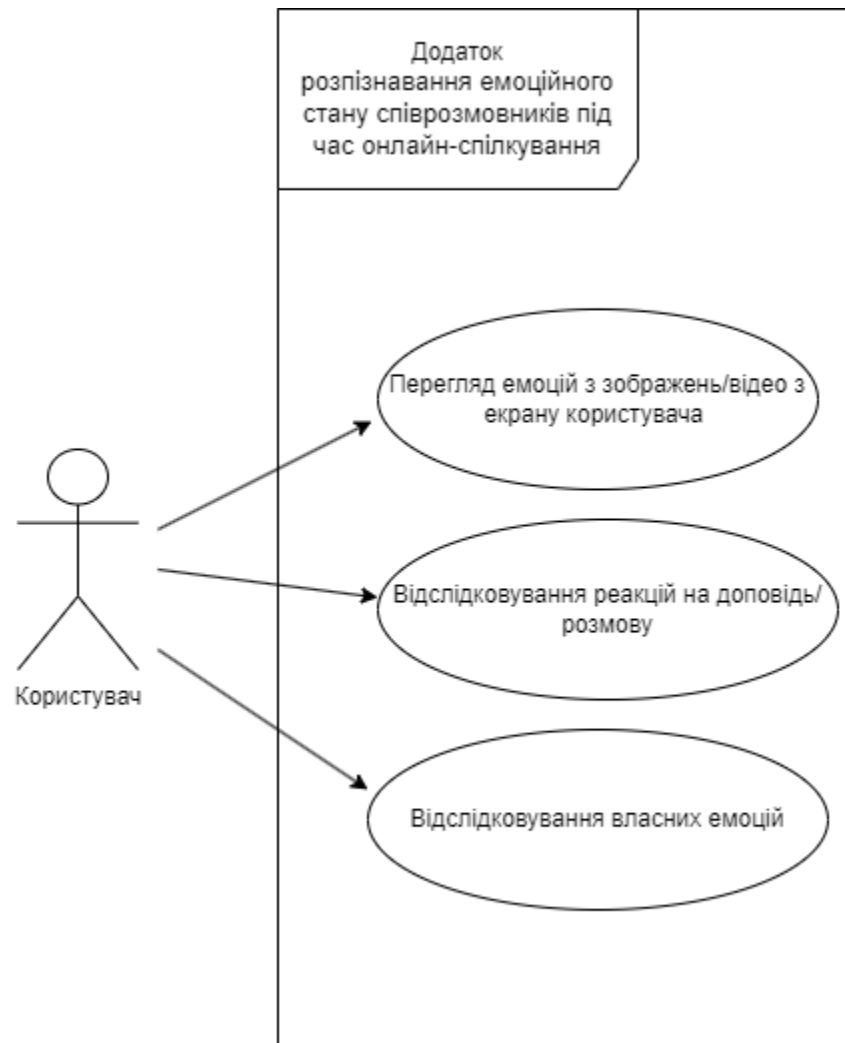 Додаток
розпізнавання емоційного
стану співрозмовників під
час онлайн-спілкування
Перегляд емоцій з зображень/відео з
екрану користувача
Відслідковування реакцій на доповідь/
розмову
Користувач
Відслідковування власних емоцій